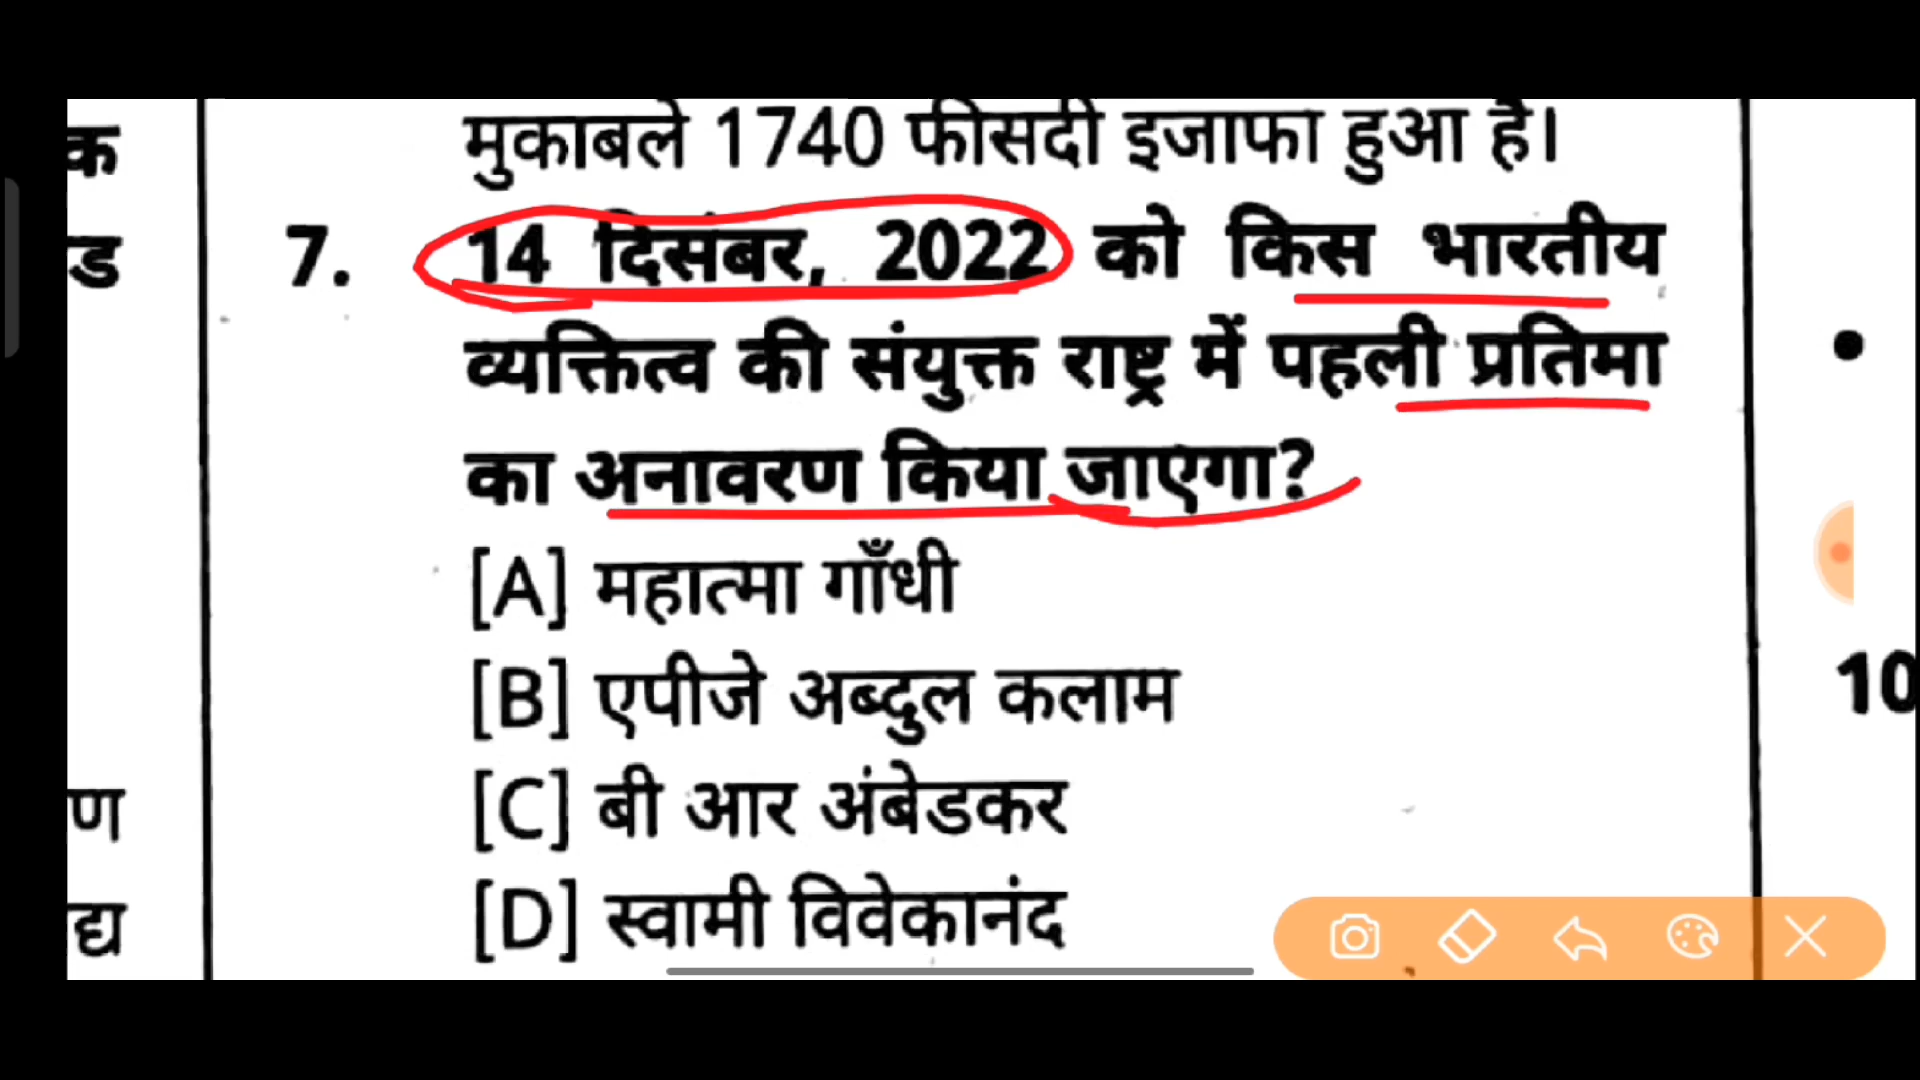 मुकाबले 1740 फीसदी इजाफा हुआ है।
7. 14 दिसंबर, 2022 को किस भारतीय
व्यक्तित्व की संयुक्त राष्ट्र में पहली प्रतिमा
का अनावरण किया जाएगा?
[A] महात्मा गाँधी
[B] एपीजे अब्दुल कलाम
[C] बी आर अंबेडकर
[D] स्वामी विवेकानंद
क
ड
ण
द्य
10